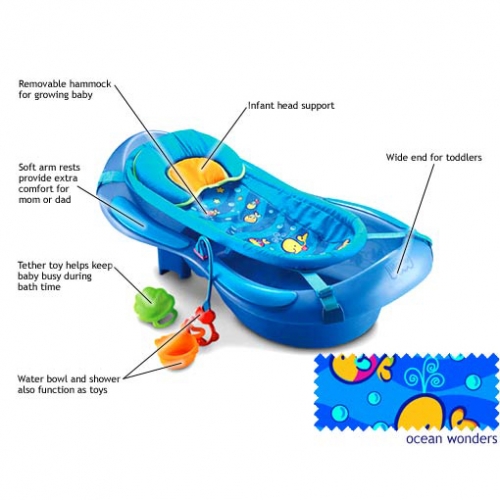 Removable hammock
for growing baby
Infant head support
Soft arm rests
provide extra
comfort for
mom or dad
Wide end for toddlers
Tether toy helps keep
baby busy during
bath time
Water bowl and shower
also function as toys
ocean wonders